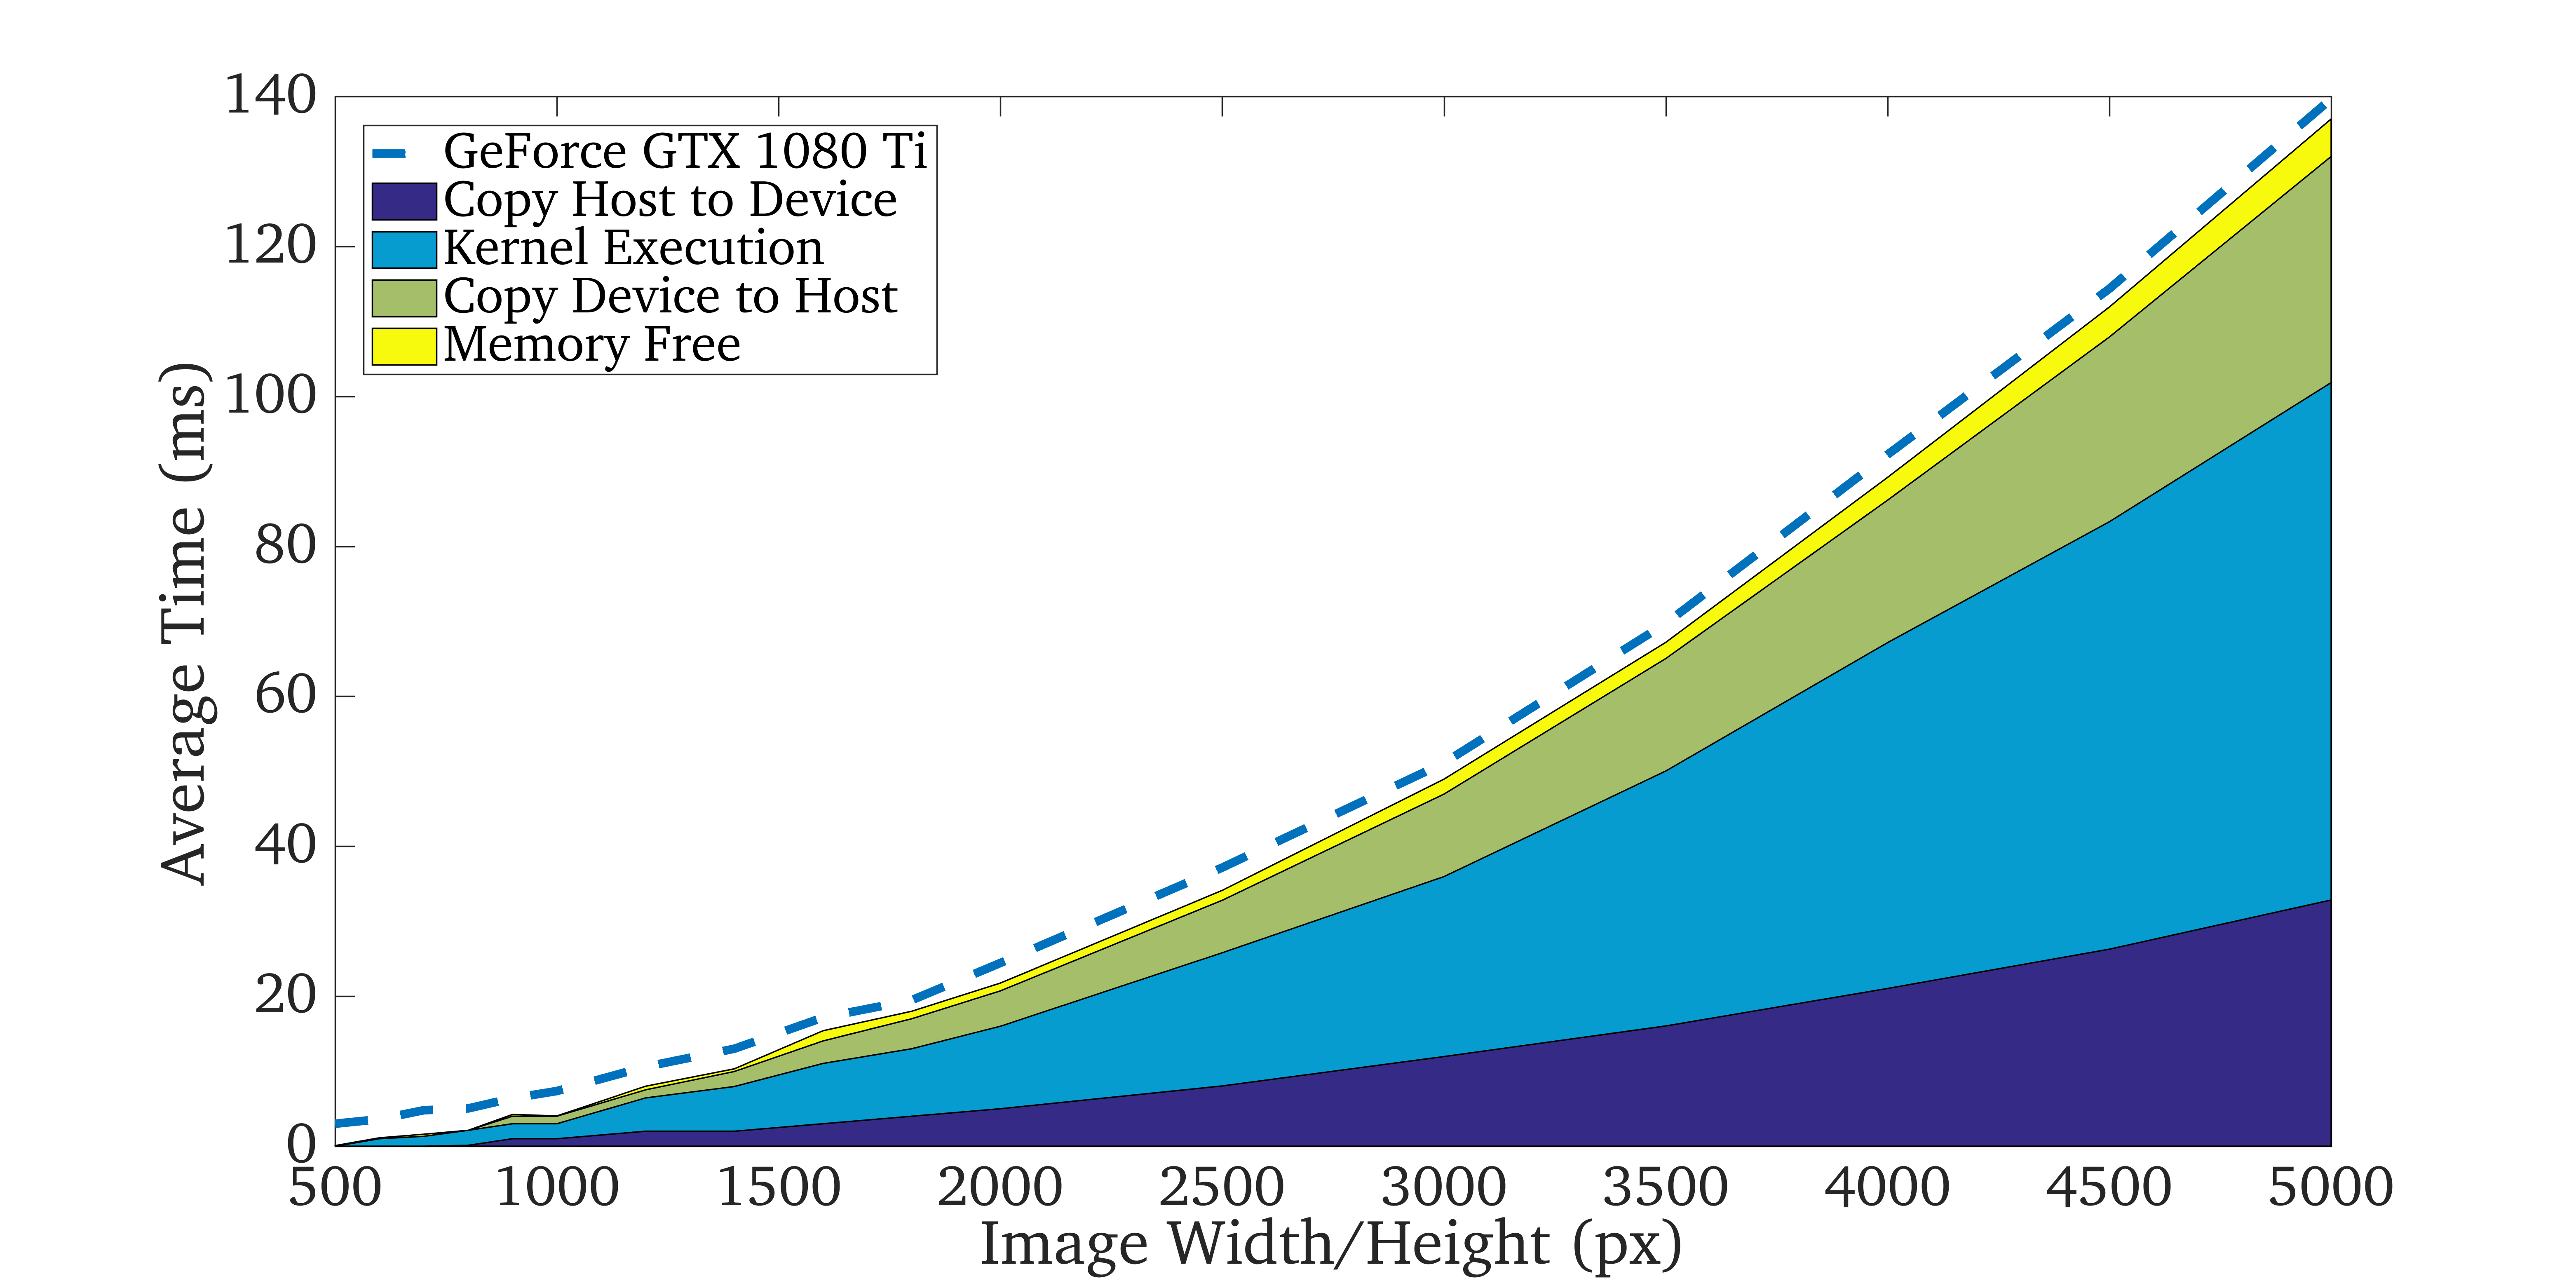 140
120
100
80
60
40
20
0
Average Time (ms)
GeForce GTX 1080 Ti
Copy Host to Device
Kernel Execution
Copy Device to Host
Memory Free
500 1000 1500 2000 2500 3000 3500 4000 4500 5000
Image Width/Height (px)